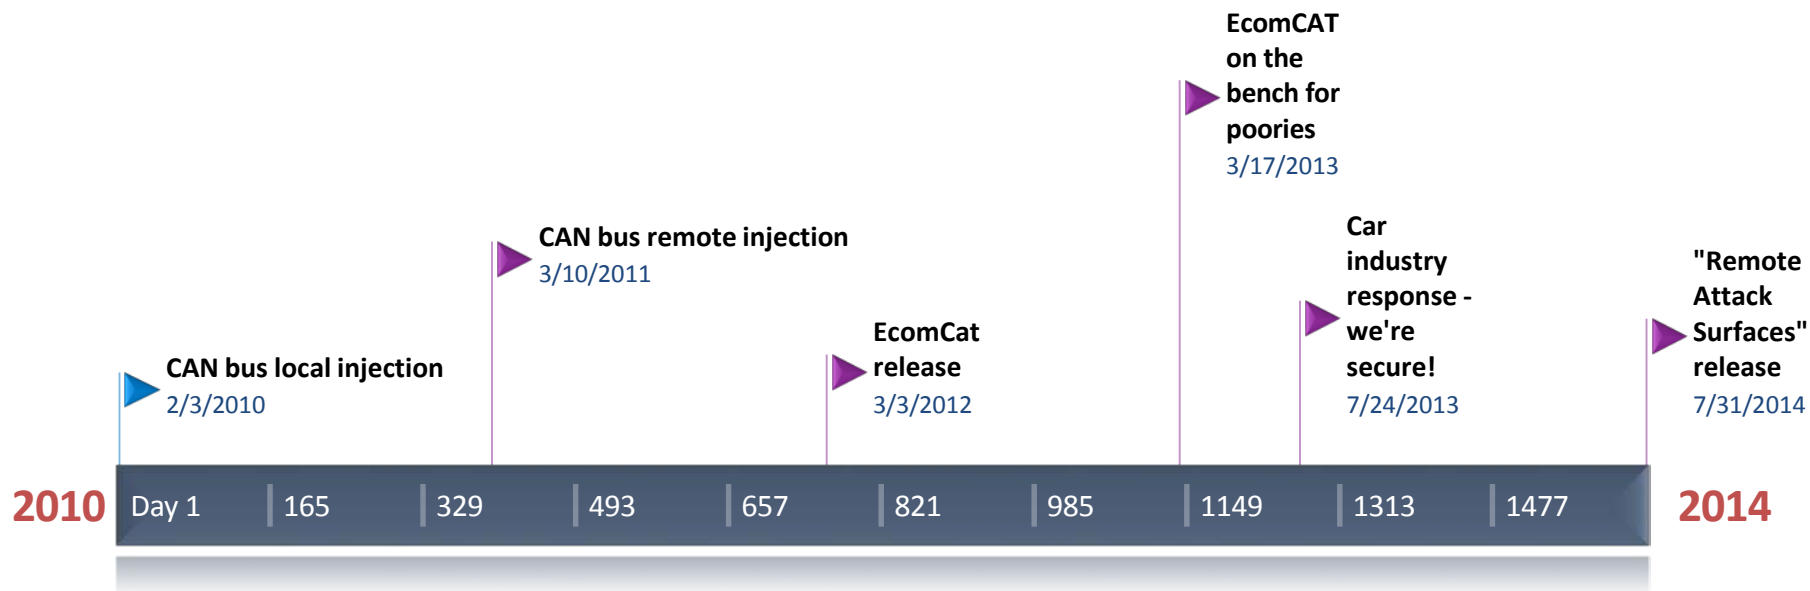 EcomCAT
on the
bench for
poories
3/17/2013
CAN bus remote injection
3/10/2011
Car
industry
response -
we're
secure!
7/24/2013
"Remote
Attack
Surfaces"
release
7/31/2014
EcomCat
release
3/3/2012
CAN bus local injection
2/3/2010
2010 Day 1 165 329 493 657 821 985 1149 1313 1477 2014